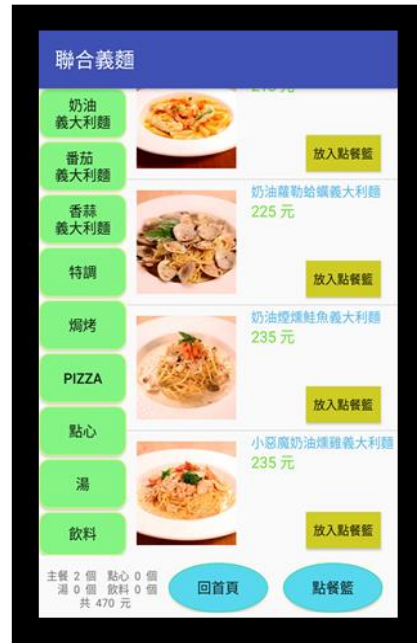 聯合義麵
奶油
義大利麵
番茄
義大利麵
香蒜
義大利麵
特調
焗烤
PIZZA
點心
湯
飲料
放入點餐籃
奶油蘿勒蛤蠣義大利麵
225 元
放入點餐籃
奶油煙燻鮭魚義大利麵
235 元
放入點餐籃
小惡魔奶油燻雞義大利麵
235 元
放入點餐籃
主餐 2 個 點心 0 個
湯 0 個 飲料 0 個
共 470 元
回首頁
點餐籃